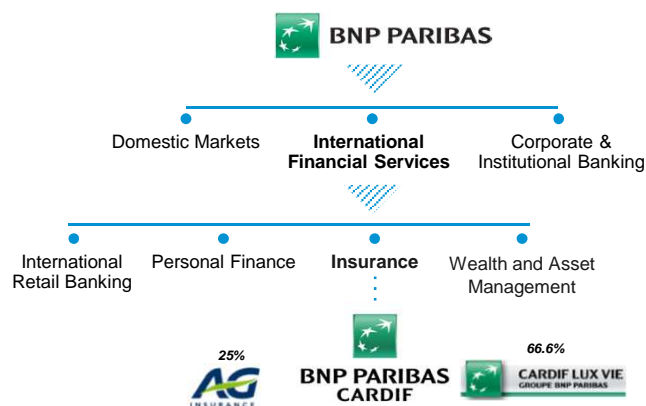 BNP PARIBAS
Domestic Markets
International
Financial Services
Corporate &
Institutional Banking
International
Retail Banking
Personal Finance
Insurance
Wealth and Asset
Management
25%
AG
INSURANCE
BNP PARIBAS
CARDIF
66.6%
CARDIF LUX VIE
GROUPE BNP PARIBAS